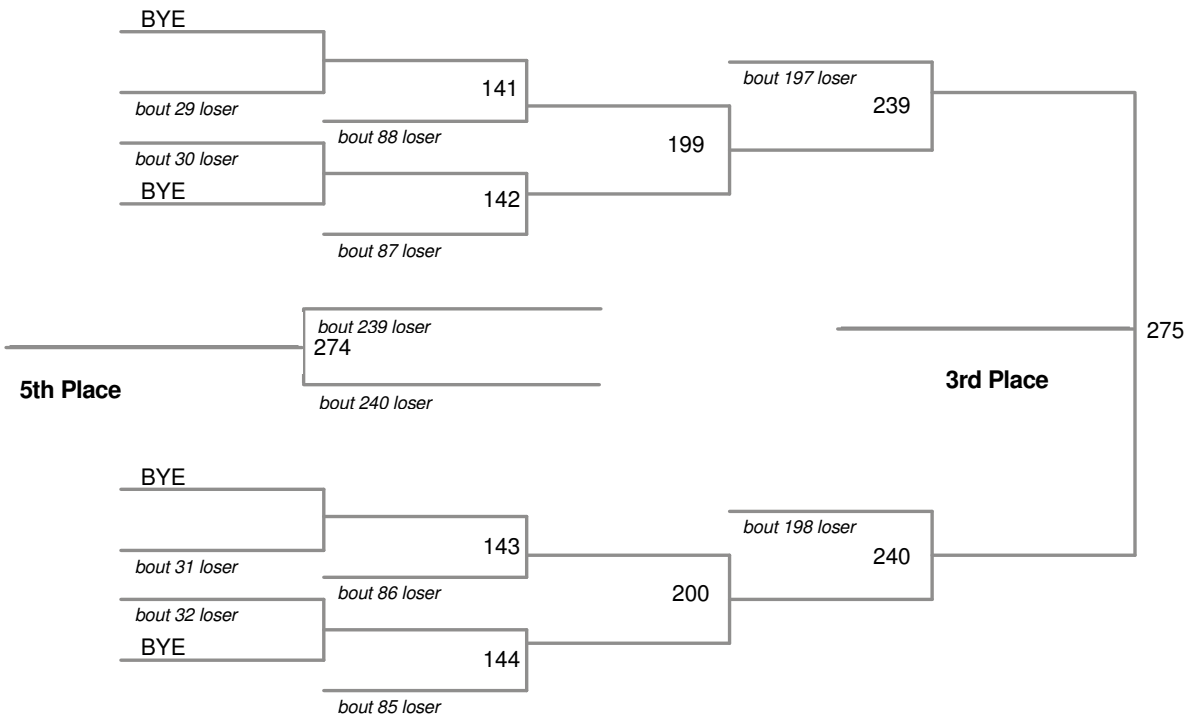 BYE
bout 197 loser
141
239
bout 29 loser
bout 88 loser
199
bout 30 loser
BYE
142
bout 87 loser
bout 239 loser
274
275
5th Place
3rd Place
bout 240 loser
BYE
bout 198 loser
143
240
bout 31 loser
bout 86 loser
200
bout 32 loser
BYE
144
bout 85 loser